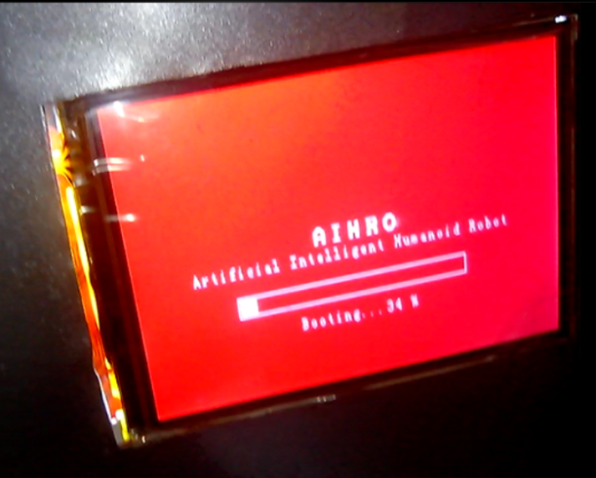 AIHRO
Artificial Intelligent Humanoid Robot
Booting...34 %